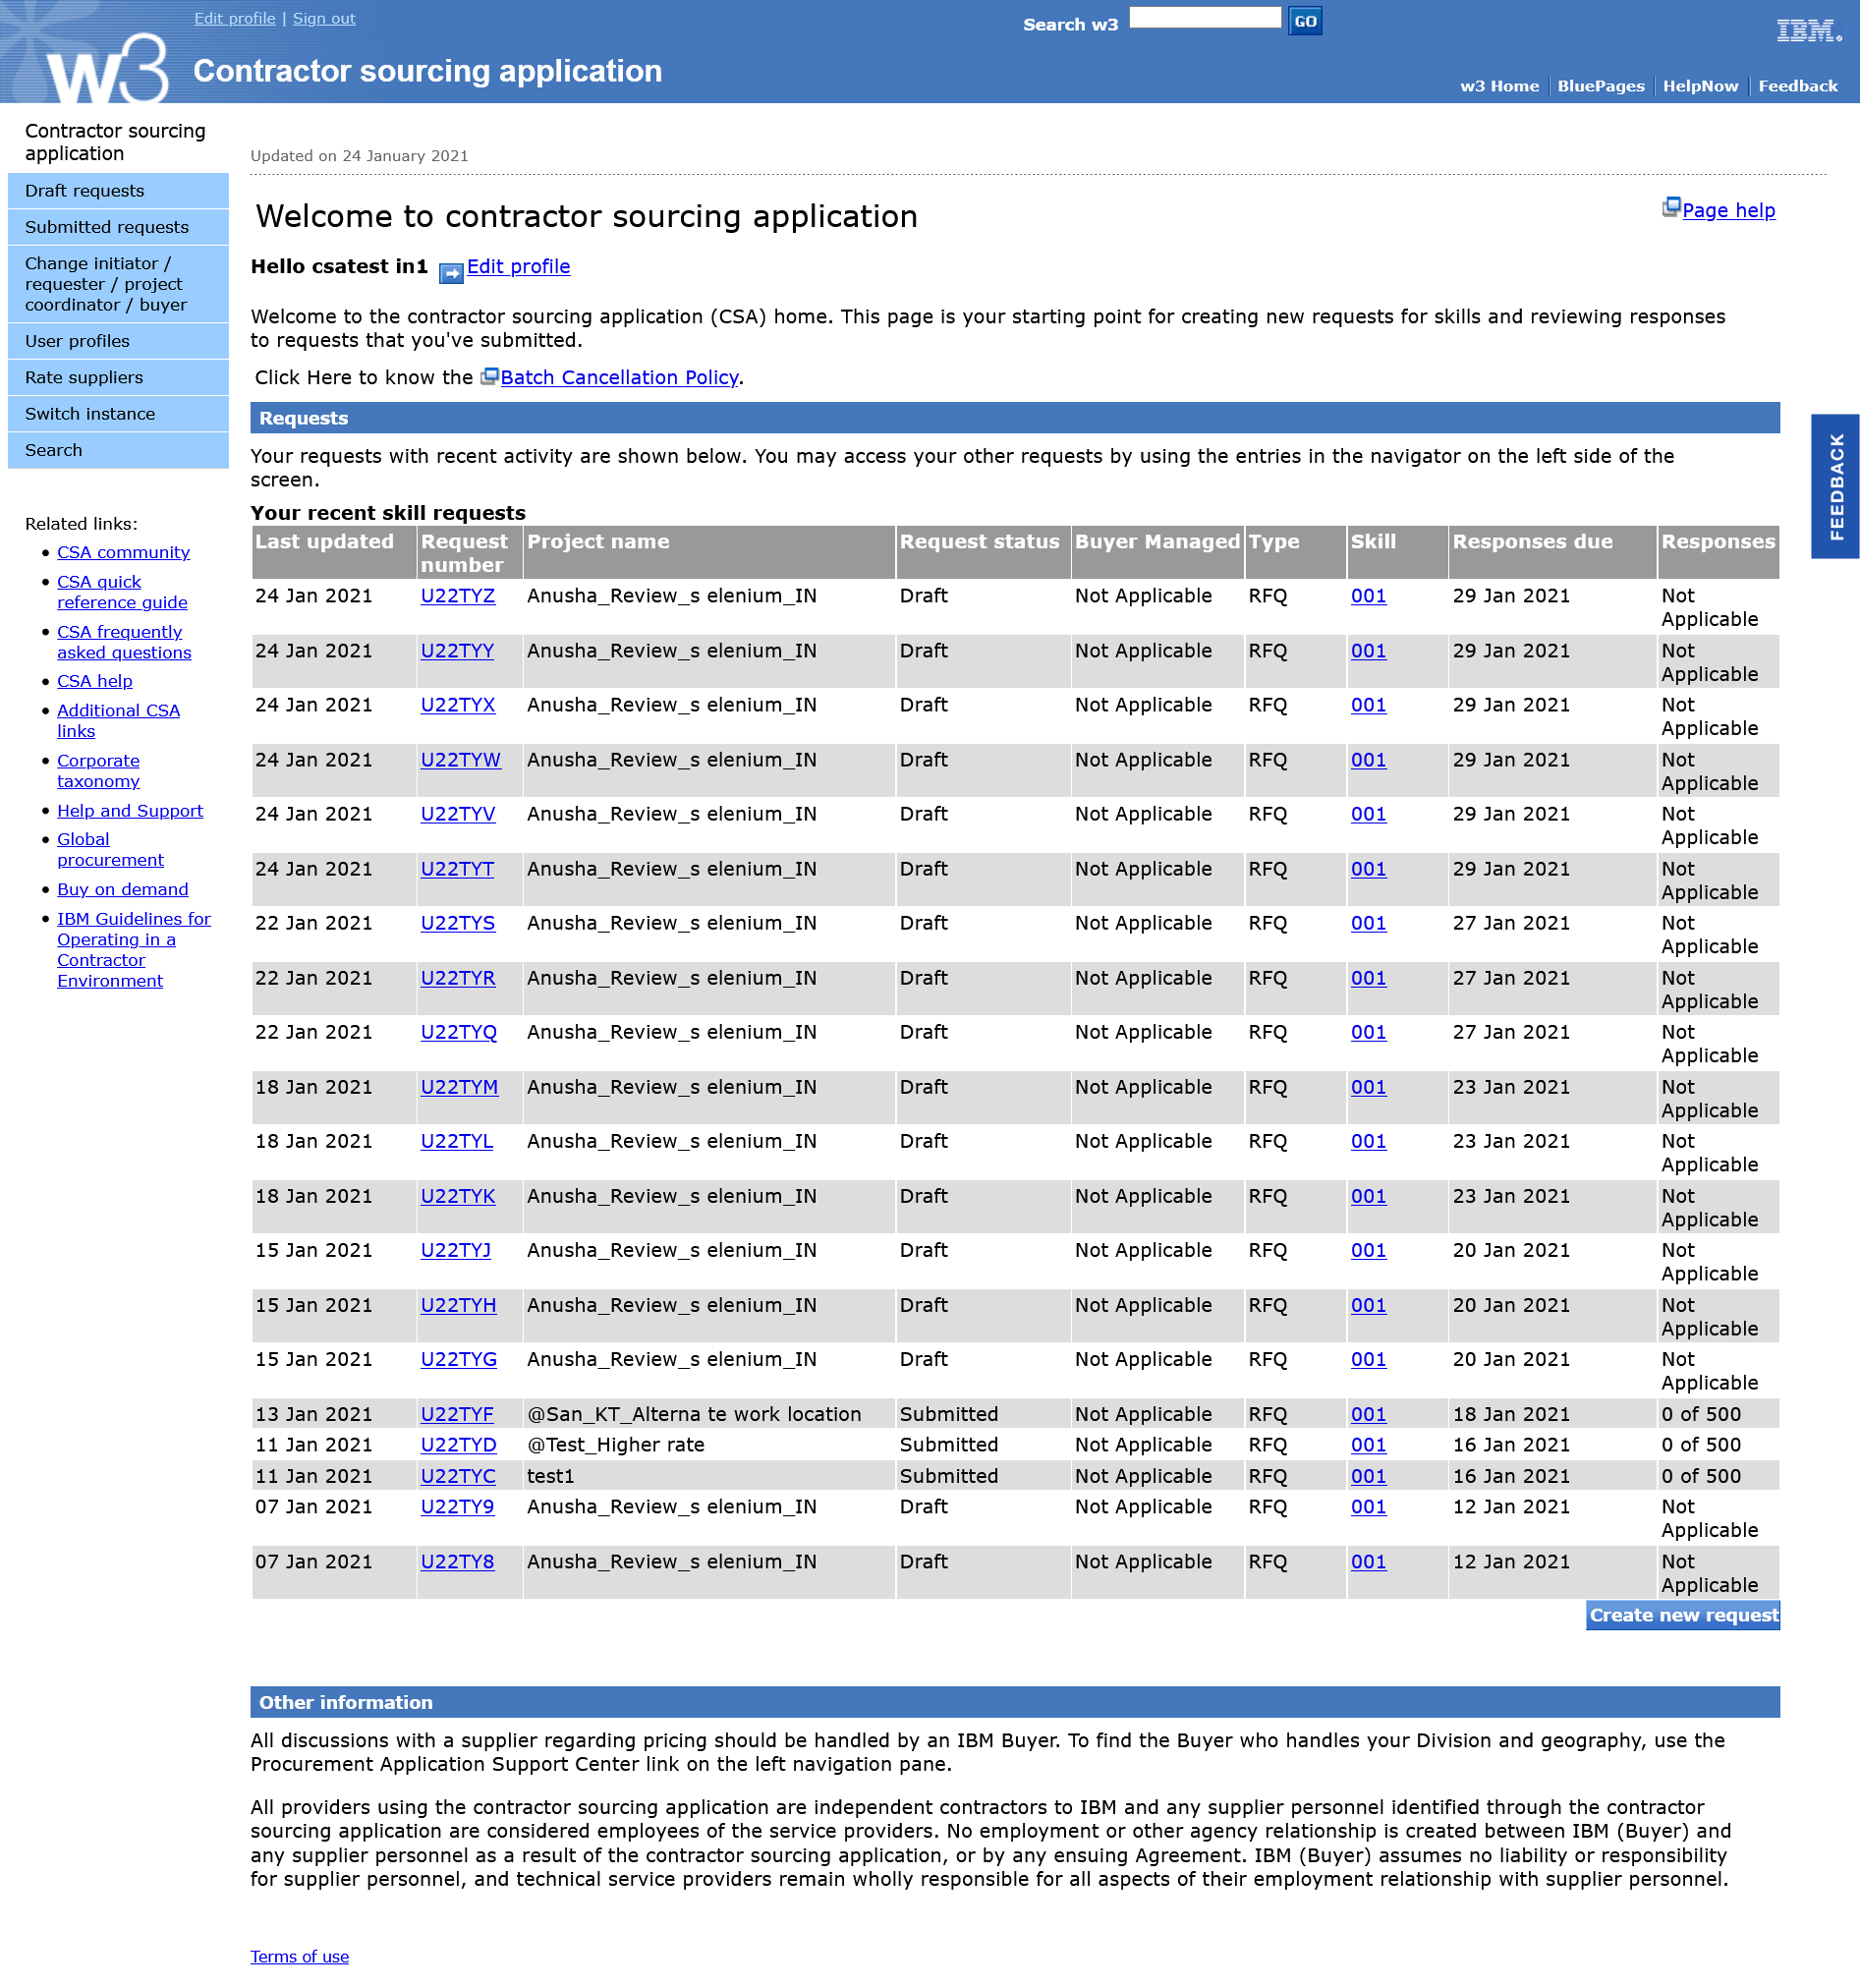 Edit profile | Sign out
Search w3 GO
IBM.
w3
Contractor sourcing application
w3 Home BluePages HelpNow Feedback
Contractor sourcing
application
Draft requests
Submitted requests
Change initiator /
requester / project
coordinator / buyer
User profiles
Rate suppliers
Switch instance
Search
Related links:
CSA community
CSA quick
reference guide
CSA frequently
asked questions
CSA help
Additional CSA
links
Corporate
taxonomy
Help and Support
Global
procurement
Buy on demand
IBM Guidelines for
Operating in a
Contractor
Environment
Updated on 24 January 2021
Welcome to contractor sourcing application
Page help
Hello csatest in1 Edit profile
Welcome to the contractor sourcing application (CSA) home. This page is your starting point for creating new requests for skills and reviewing responses
to requests that you've submitted.
Click Here to know the Batch Cancellation Policy.
Requests
Your requests with recent activity are shown below. You may access your other requests by using the entries in the navigator on the left side of the
screen.
Your recent skill requests
Last updated Request number Project name Request status Buyer Managed Type Skill Responses due Responses
24 Jan 2021 U22TYZ Anusha_Review_s elenium_IN Draft Not Applicable RFQ 001 29 Jan 2021 Not Applicable
24 Jan 2021 U22TYY Anusha_Review_s elenium_IN Draft Not Applicable RFQ 001 29 Jan 2021 Not Applicable
24 Jan 2021 U22TYX Anusha_Review_s elenium_IN Draft Not Applicable RFQ 001 29 Jan 2021 Not Applicable
24 Jan 2021 U22TYW Anusha_Review_s elenium_IN Draft Not Applicable RFQ 001 29 Jan 2021 Not Applicable
24 Jan 2021 U22TYV Anusha_Review_s elenium_IN Draft Not Applicable RFQ 001 29 Jan 2021 Not Applicable
24 Jan 2021 U22TYT Anusha_Review_s elenium_IN Draft Not Applicable RFQ 001 29 Jan 2021 Not Applicable
22 Jan 2021 U22TYS Anusha_Review_s elenium_IN Draft Not Applicable RFQ 001 27 Jan 2021 Not Applicable
22 Jan 2021 U22TYR Anusha_Review_s elenium_IN Draft Not Applicable RFQ 001 27 Jan 2021 Not Applicable
22 Jan 2021 U22TYQ Anusha_Review_s elenium_IN Draft Not Applicable RFQ 001 27 Jan 2021 Not Applicable
18 Jan 2021 U22TYM Anusha_Review_s elenium_IN Draft Not Applicable RFQ 001 23 Jan 2021 Not Applicable
18 Jan 2021 U22TYL Anusha_Review_s elenium_IN Draft Not Applicable RFQ 001 23 Jan 2021 Not Applicable
18 Jan 2021 U22TYK Anusha_Review_s elenium_IN Draft Not Applicable RFQ 001 23 Jan 2021 Not Applicable
15 Jan 2021 U22TYJ Anusha_Review_s elenium_IN Draft Not Applicable RFQ 001 20 Jan 2021 Not Applicable
15 Jan 2021 U22TYH Anusha_Review_s elenium_IN Draft Not Applicable RFQ 001 20 Jan 2021 Not Applicable
15 Jan 2021 U22TYG Anusha_Review_s elenium_IN Draft Not Applicable RFQ 001 20 Jan 2021 Not Applicable
13 Jan 2021 U22TYF @San_KT_Alterna te work location Submitted Not Applicable RFQ 001 18 Jan 2021 0 of 500
11 Jan 2021 U22TYD @Test_Higher rate Submitted Not Applicable RFQ 001 16 Jan 2021 0 of 500
11 Jan 2021 U22TYC test1 Submitted Not Applicable RFQ 001 16 Jan 2021 0 of 500
07 Jan 2021 U22TY9 Anusha_Review_s elenium_IN Draft Not Applicable RFQ 001 12 Jan 2021 Not Applicable
07 Jan 2021 U22TY8 Anusha_Review_s elenium_IN Draft Not Applicable RFQ 001 12 Jan 2021 Not Applicable
Create new request
FEEDBACK
Other information
All discussions with a supplier regarding pricing should be handled by an IBM Buyer. To find the Buyer who handles your Division and geography, use the
Procurement Application Support Center link on the left navigation pane.
All providers using the contractor sourcing application are independent contractors to IBM and any supplier personnel identified through the contractor
sourcing application are considered employees of the service providers. No employment or other agency relationship is created between IBM (Buyer) and
any supplier personnel as a result of the contractor sourcing application, or by any ensuing Agreement. IBM (Buyer) assumes no liability or responsibility
for supplier personnel, and technical service providers remain wholly responsible for all aspects of their employment relationship with supplier personnel.
Terms of use